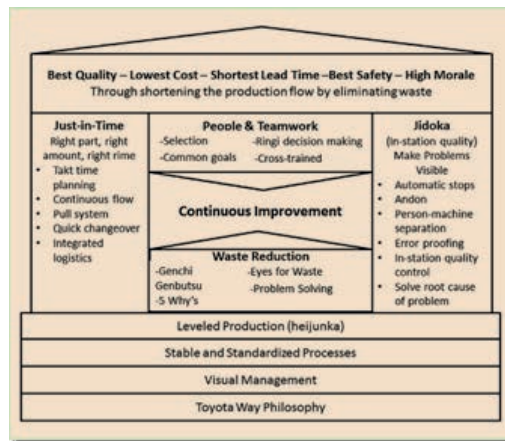 Best Quality – Lowest Cost – Shortest Lead Time –Best Safety – High Morale
Through shortening the production flow by eliminating waste
Just-in-Time
Right part, right
amount, right rime
• Takt time
planning
• Continuous flow
• Pull system
• Quick changeover
• Integrated
logistics
People & Teamwork
-Selection
-Common goals
-Ringi decision making
-Cross-trained
Continuous Improvement
Waste Reduction
-Genchi
Genbutsu
-5 Why's
-Eyes for Waste
-Problem Solving
Jidoka
(In-station quality)
Make Problems
Visible
• Automatic stops
• Andon
• Person-machine
separation
• Error proofing
• In-station quality
control
• Solve root cause
of problem
Leveled Production (heijunka)
Stable and Standardized Processes
Visual Management
Toyota Way Philosophy